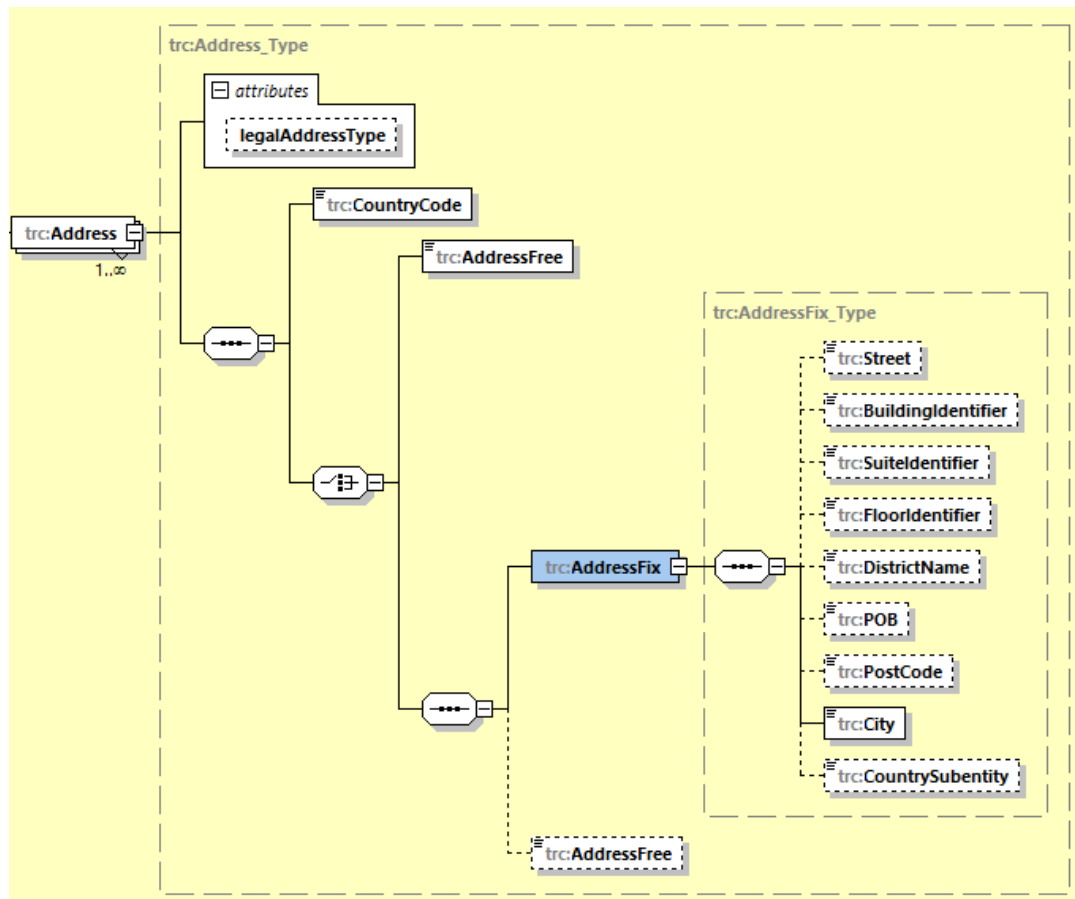 trc:Address_Type
attributes
legalAddressType
trc:CountryCode
trc:Address
1..∞
trc:AddressFree
trc:AddressFix_Type
trc:Street
trc:BuildingIdentifier
trc:SuiteIdentifier
trc:FloorIdentifier
trc:AddressFix
trc:DistrictName
trc:POB
trc:PostCode
trc:City
trc:CountrySubentity
trc:AddressFree